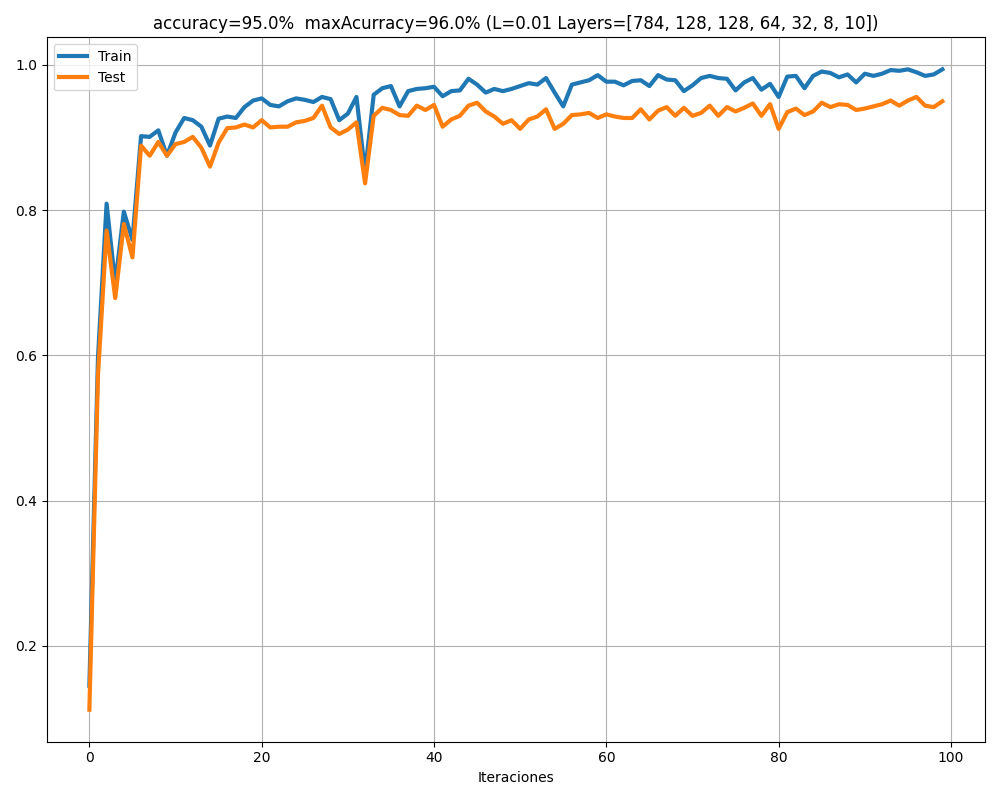 accuracy=95.0%  maxAcurracy=96.0% (L=0.01 Layers=[784, 128, 128, 64, 32, 8, 10])
Train
Test
1.0
0.8
0.6
0.4
0.2
0 20 40 60 80 100
Iteraciones